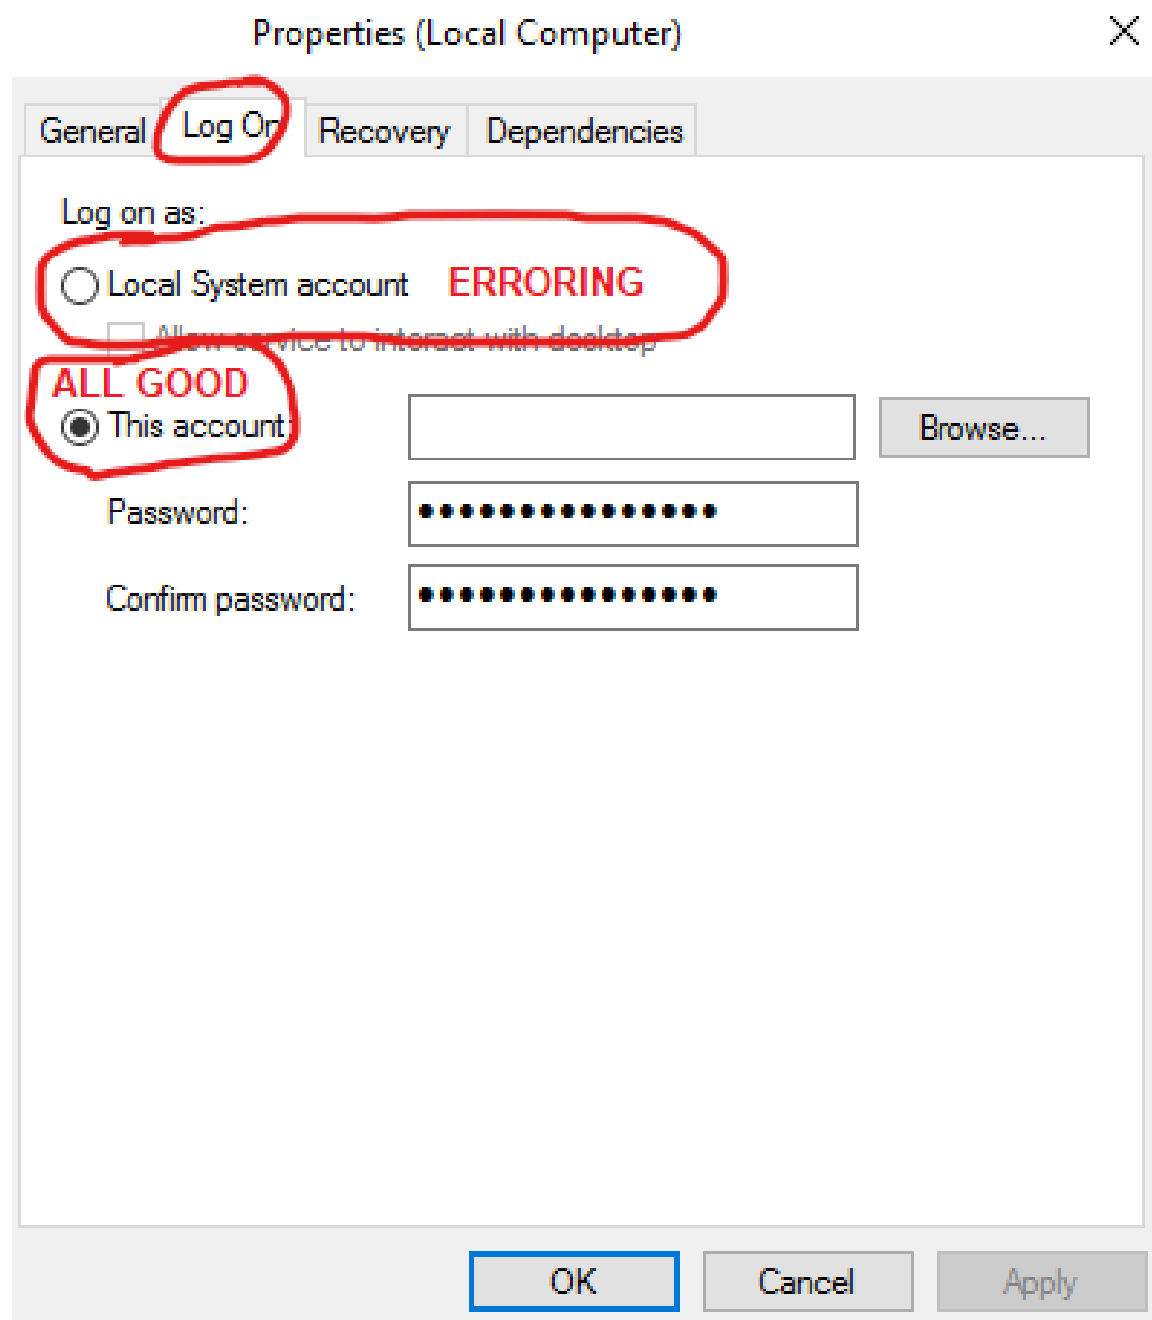 Properties (Local Computer)
General Log On Recovery Dependencies
Log on as:
Local System account ERRORING
Allow service to interact with desktop
ALL GOOD
This account: Browse...
Password: •••••••••••••••
Confirm password: •••••••••••••••
OK Cancel Apply